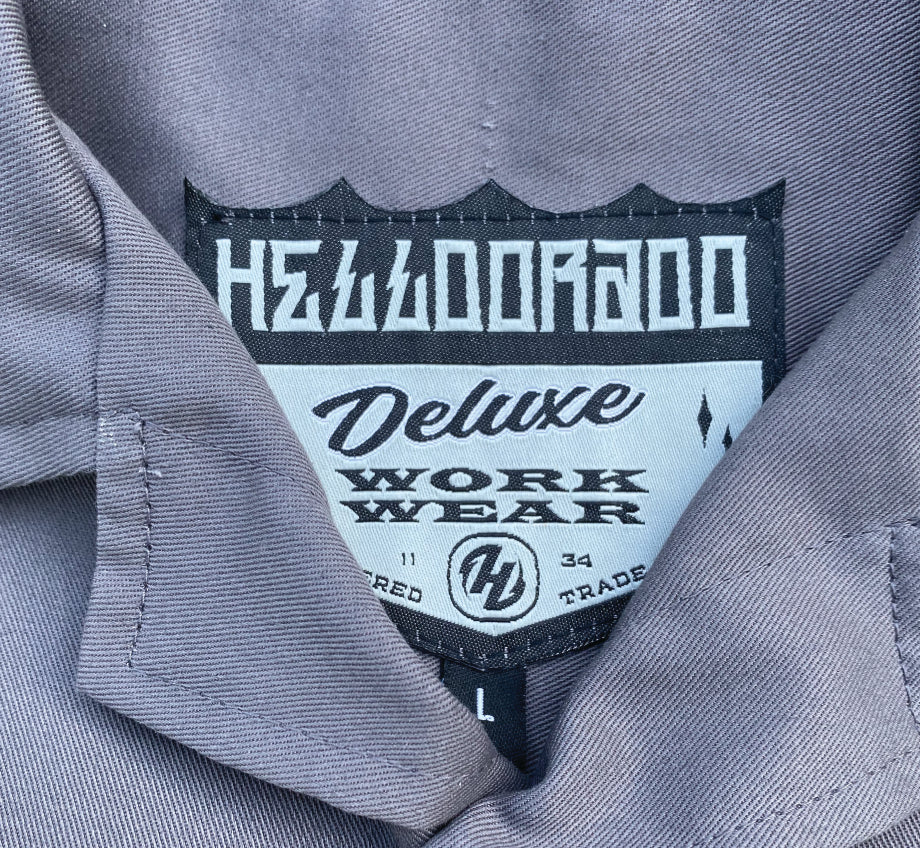 HELLDORADO
Deluxe
WORK
WEAR
11 H 34
TRADE
L